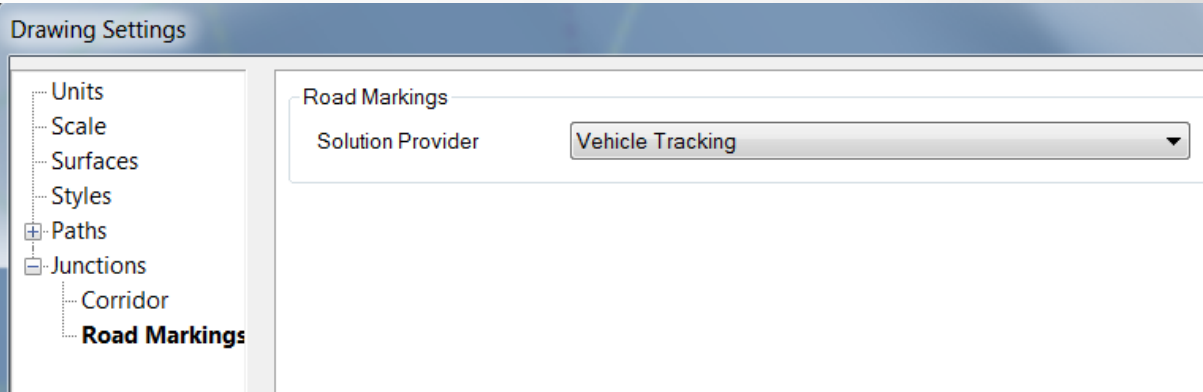 Drawing Settings
Units
Scale
Surfaces
Styles
Paths
Junctions
Corridor
Road Markings
Road Markings
Solution Provider
Vehicle Tracking